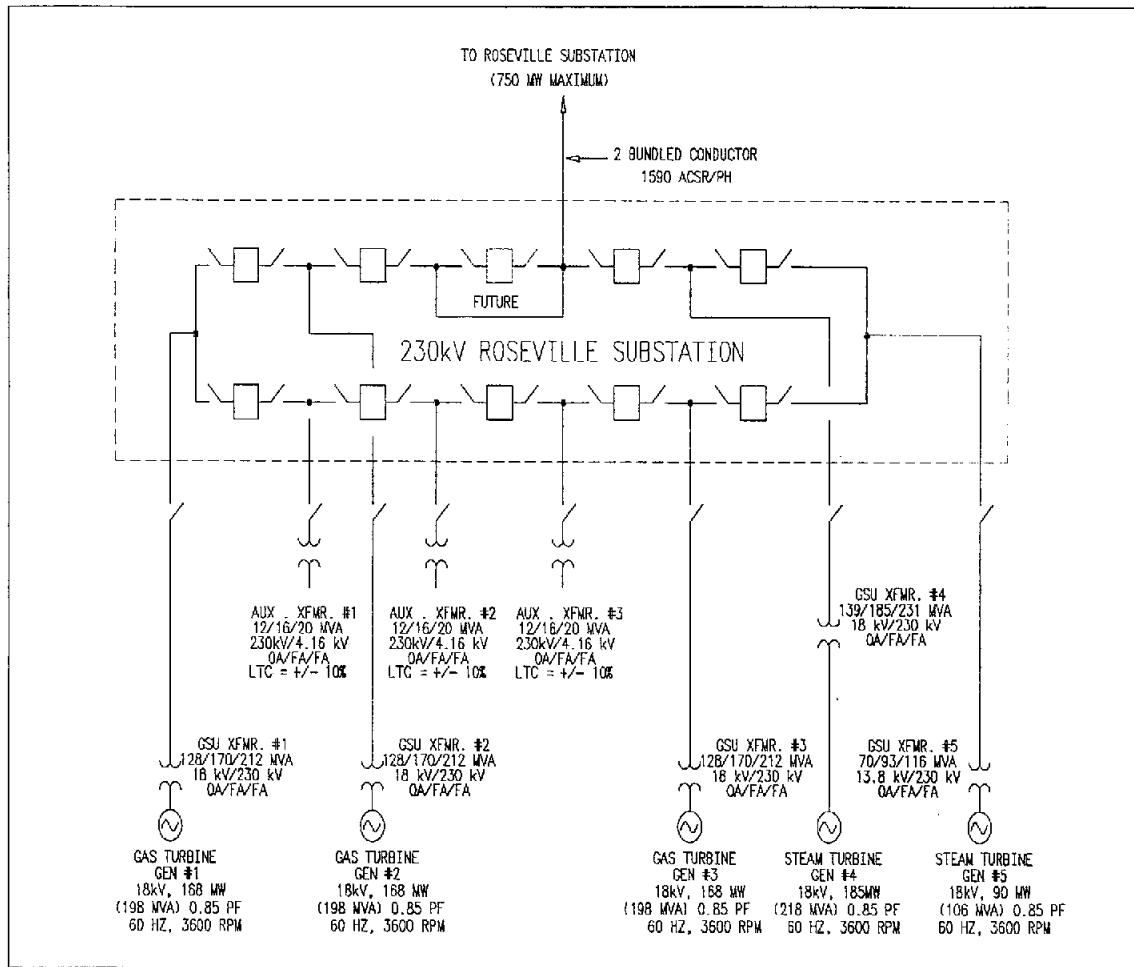 TO ROSEVILLE SUBSTATION
(750 MW MAXIMUM)
2 BUNDLED CONDUCTOR
1590 ACSR/PH
FUTURE
230kV ROSEVILLE SUBSTATION
AUX . XFMR. #1
12/16/20 MVA
230kV/4.16 kV
OA/FA/FA
LTC = +/- 10%
AUX . XFMR. #2
12/16/20 MVA
230kV/4.16 kV
OA/FA/FA
LTC = +/- 10%
AUX . XFMR. #3
12/16/20 MVA
230kV/4.16 kV
OA/FA/FA
LTC = +/- 10%
GSU XFMR. #4
139/185/231 MVA
18 kV/230 kV
OA/FA/FA
GSU XFMR. #1
128/170/212 MVA
18 kV/230 kV
OA/FA/FA
GSU XFMR. #2
128/170/212 MVA
18 kV/230 kV
OA/FA/FA
GSU XFMR. #3
128/170/212 MVA
18 kV/230 kV
OA/FA/FA
GSU XFMR. #5
70/93/116 MVA
13.8 kV/230 kV
OA/FA/FA
GAS TURBINE
GEN #1
18kV, 168 MW
(198 MVA) 0.85 PF
60 HZ, 3600 RPM
GAS TURBINE
GEN #2
18kV, 168 MW
(198 MVA) 0.85 PF
60 HZ, 3600 RPM
GAS TURBINE
GEN #3
18kV, 168 MW
(198 MVA) 0.85 PF
60 HZ, 3600 RPM
STEAM TURBINE
GEN #4
18kV, 185MW
(218 MVA) 0.85 PF
60 HZ, 3600 RPM
STEAM TURBINE
GEN #5
18kV, 90 MW
(106 MVA) 0.85 PF
60 HZ, 3600 RPM